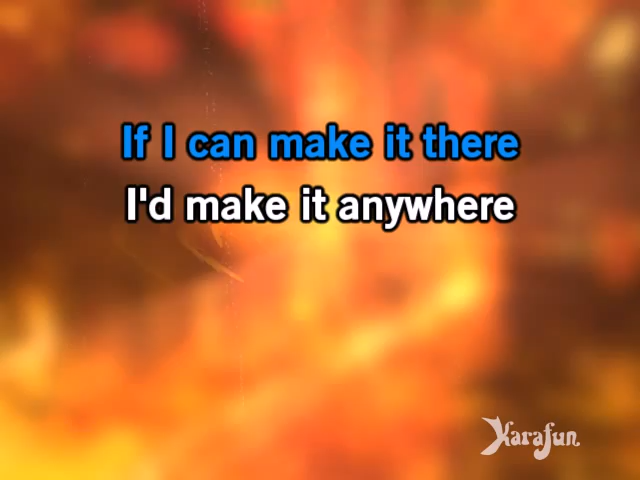 If I can make it there
I'd make it anywhere
Karafun